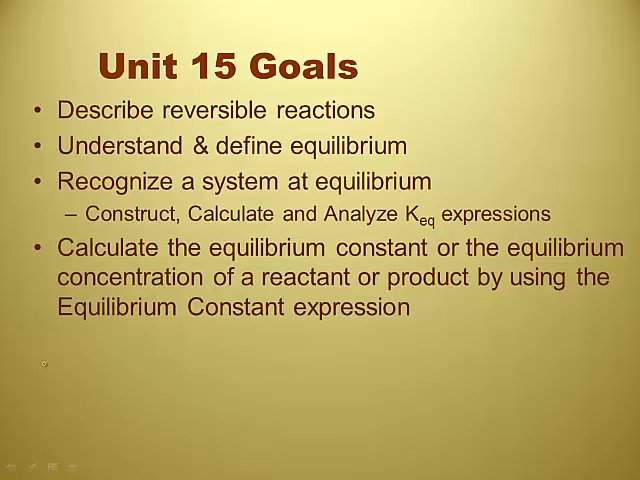 Unit 15 Goals
• Describe reversible reactions
• Understand & define equilibrium
• Recognize a system at equilibrium
– Construct, Calculate and Analyze Keq expressions
• Calculate the equilibrium constant or the equilibrium
concentration of a reactant or product by using the
Equilibrium Constant expression